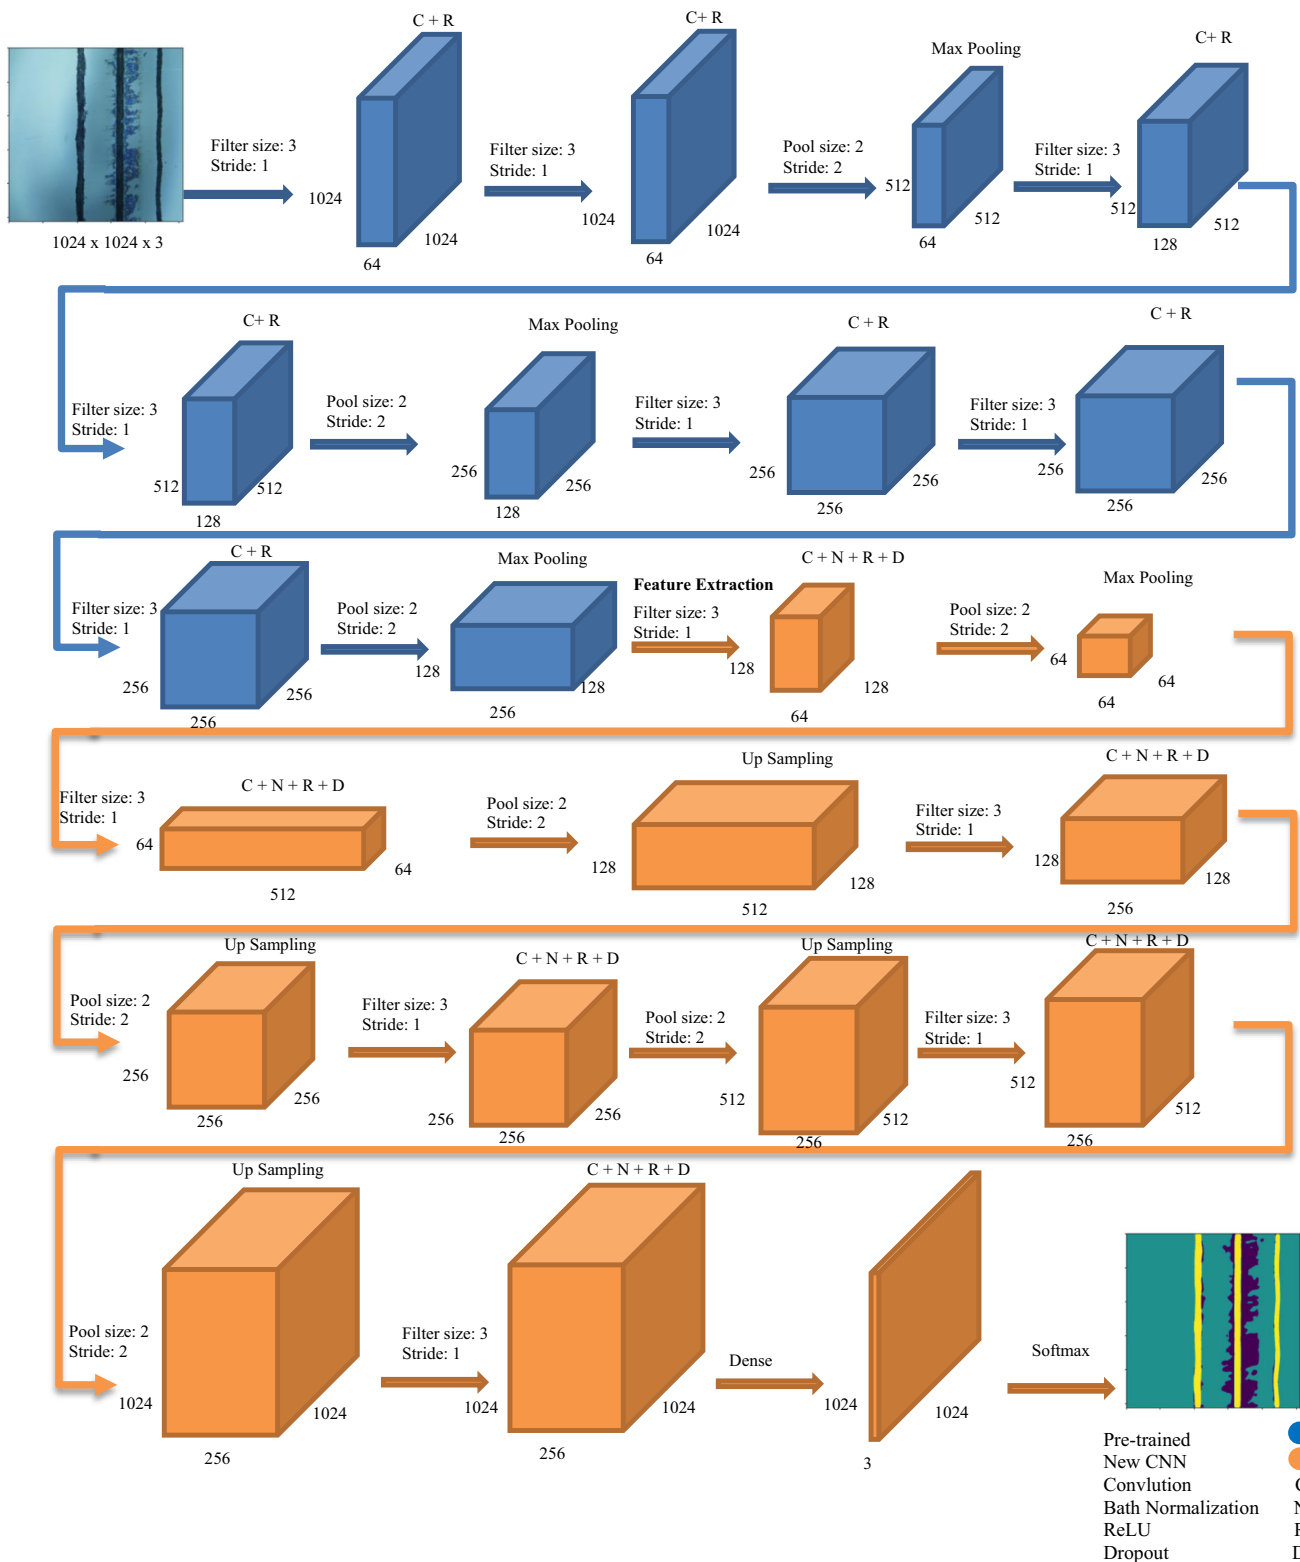 C + R
C+ R
Max Pooling
C+ R
Filter size: 3
Stride: 1
Filter size: 3
Stride: 1
Pool size: 2
Stride: 2
Filter size: 3
Stride: 1
1024
1024
64
1024
1024
64
512
512
64
512
512
128
1024 x 1024 x 3
C+ R
Max Pooling
C + R
C + R
Filter size: 3
Stride: 1
Pool size: 2
Stride: 2
Filter size: 3
Stride: 1
Filter size: 3
Stride: 1
512
512
128
256
256
128
256
256
256
256
256
256
C + R
Max Pooling
C + N + R + D
Max Pooling
Feature Extraction
Filter size: 3
Stride: 1
Pool size: 2
Stride: 2
Filter size: 3
Stride: 1
Pool size: 2
Stride: 2
256
256
256
128
128
256
128
128
64
64
64
64
C + N + R + D
Up Sampling
C + N + R + D
Filter size: 3
Stride: 1
Pool size: 2
Stride: 2
Filter size: 3
Stride: 1
64
64
512
128
128
512
128
128
256
Up Sampling
C + N + R + D
Up Sampling
C + N + R + D
Pool size: 2
Stride: 2
Filter size: 3
Stride: 1
Pool size: 2
Stride: 2
Filter size: 3
Stride: 1
256
256
256
256
256
256
512
512
256
512
512
256
Up Sampling
C + N + R + D
Pool size: 2
Stride: 2
Filter size: 3
Stride: 1
Dense
Softmax
1024
1024
256
1024
1024
256
1024
1024
3
Pre-trained
New CNN
Convlution
Bath Normalization
ReLU
Dropout